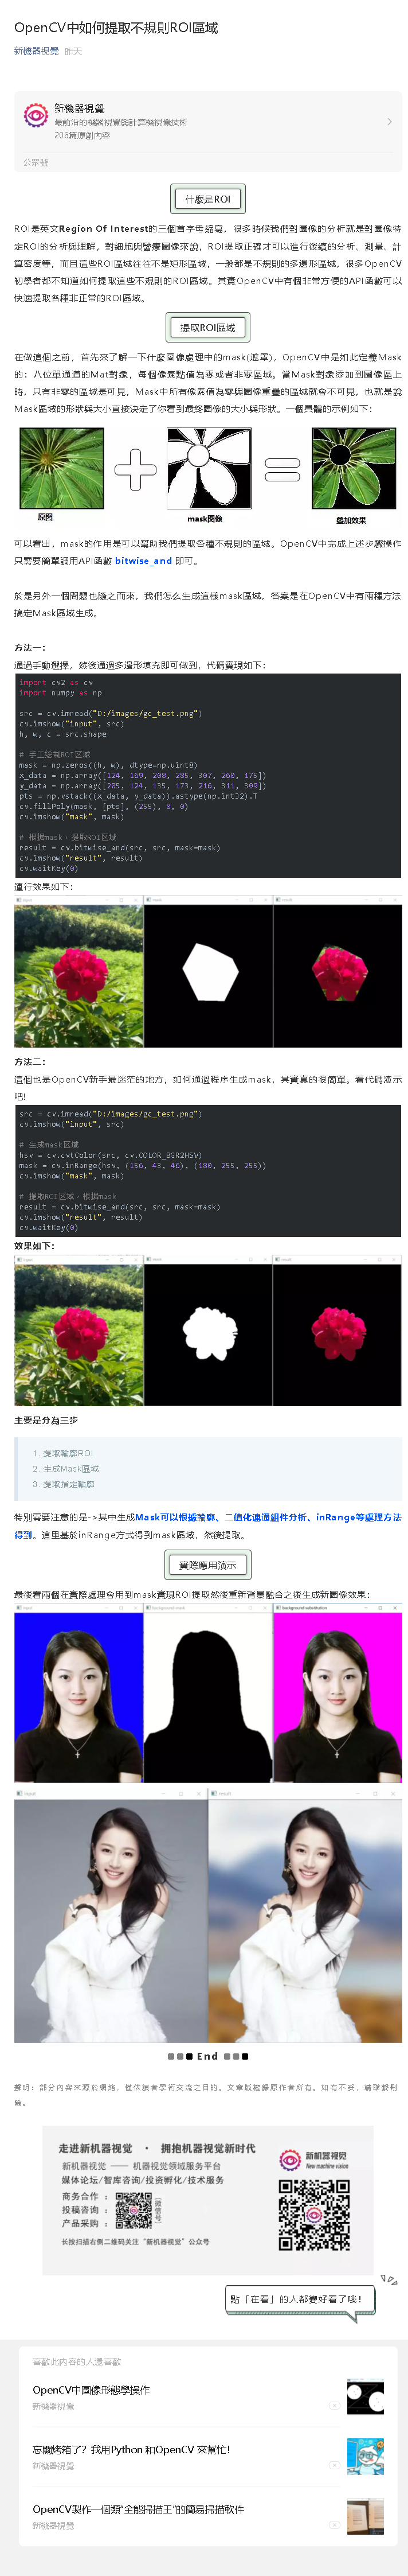 OpenCV中如何提取不規則ROI區域
新機器視覺 昨天
新機器視覺
最前沿的機器視覺與計算機視覺技術
206篇原創內容
公眾號
什麼是ROI
ROI是英文Region Of Interest的三個首字母縮寫，很多時候我們對圖像的分析就是對圖像特
定ROI的分析與理解，對細胞與醫療圖像來說，ROI提取正確才可以進行後續的分析、測量、計
算密度等，而且這些ROI區域往往不是矩形區域，一般都是不規則的多邊形區域，很多OpenCV
初學者都不知道如何提取這些不規則的ROI區域。其實OpenCV中有個非常方便的API函數可以
快速提取各種非正常的ROI區域。
提取ROI區域
在做這個之前，首先來了解一下什麼圖像處理中的mask(遮罩)，OpenCV中是如此定義Mask
的：八位單通道的Mat對象，每個像素點值為零或者非零區域。當Mask對象添加到圖像區上
時，只有非零的區域是可見，Mask中所有像素值為零與圖像重疊的區域就會不可見，也就是說
Mask區域的形狀與大小直接決定了你看到最終圖像的大小與形狀。一個具體的示例如下：
原图
mask图像
叠加效果
可以看出，mask的作用是可以幫助我們提取各種不規則的區域。OpenCV中完成上述步驟操作
只需要簡單調用API函數 bitwise_and 即可。
於是另外一個問題也隨之而來，我們怎么生成這樣mask區域，答案是在OpenCV中有兩種方法
搞定Mask區域生成。
方法一：
通過手動選擇，然後通過多邊形填充即可做到，代碼實現如下：
import cv2 as cv
import numpy as np
src = cv.imread("D:/images/gc_test.png")
cv.imshow("input", src)
h, w, c = src.shape
# 手工绘制ROI区域
mask = np.zeros((h, w), dtype=np.uint8)
x_data = np.array([124, 169, 208, 285, 307, 260, 175])
y_data = np.array([205, 124, 135, 173, 216, 311, 309])
pts = np.vstack((x_data, y_data)).astype(np.int32).T
cv.fillPoly(mask, [pts], (255), 8, 0)
cv.imshow("mask", mask)
# 根据mask，提取ROI区域
result = cv.bitwise_and(src, src, mask=mask)
cv.imshow("result", result)
cv.waitKey(0)
運行效果如下：
input mask result
方法二：
這個也是OpenCV新手最迷茫的地方，如何通過程序生成mask，其實真的很簡單。看代碼演示
吧！
src = cv.imread("D:/images/gc_test.png")
cv.imshow("input", src)
# 生成mask区域
hsv = cv.cvtColor(src, cv.COLOR_BGR2HSV)
mask = cv.inRange(hsv, (156, 43, 46), (180, 255, 255))
cv.imshow("mask", mask)
# 提取ROI区域，根据mask
result = cv.bitwise_and(src, src, mask=mask)
cv.imshow("result", result)
cv.waitKey(0)
效果如下：
input mask result
主要是分為三步
1. 提取輪廓ROI
2. 生成Mask區域
3. 提取指定輪廓
特別需要注意的是->其中生成Mask可以根據輪廓、二值化連通組件分析、inRange等處理方法
得到。這里基於inRange方式得到mask區域，然後提取。
實際應用演示
最後看兩個在實際處理會用到mask實現ROI提取然後重新背景融合之後生成新圖像效果：
input background mask background subsitution
input result
End
聲明：部分內容來源於網絡，僅供讀者學術交流之目的。文章版權歸原作者所有。如有不妥，請聯繫刪
除。
走进新机器视觉 · 拥抱机器视觉新时代
新机器视觉 —— 机器视觉领域服务平台
媒体论坛/智库咨询/投资孵化/技术服务
商务合作：
投稿咨询：
产品采购：
(微信号)
长按扫描右侧二维码关注“新机器视觉”公众号
新机器视觉
New machine vision
點「在看」的人都變好看了哦！
喜歡此內容的人還喜歡
OpenCV中圖像形態學操作
新機器視覺
忘關烤箱了？我用Python 和OpenCV 來幫忙！
新機器視覺
OpenCV製作一個類“全能掃描王”的簡易掃描軟件
新機器視覺